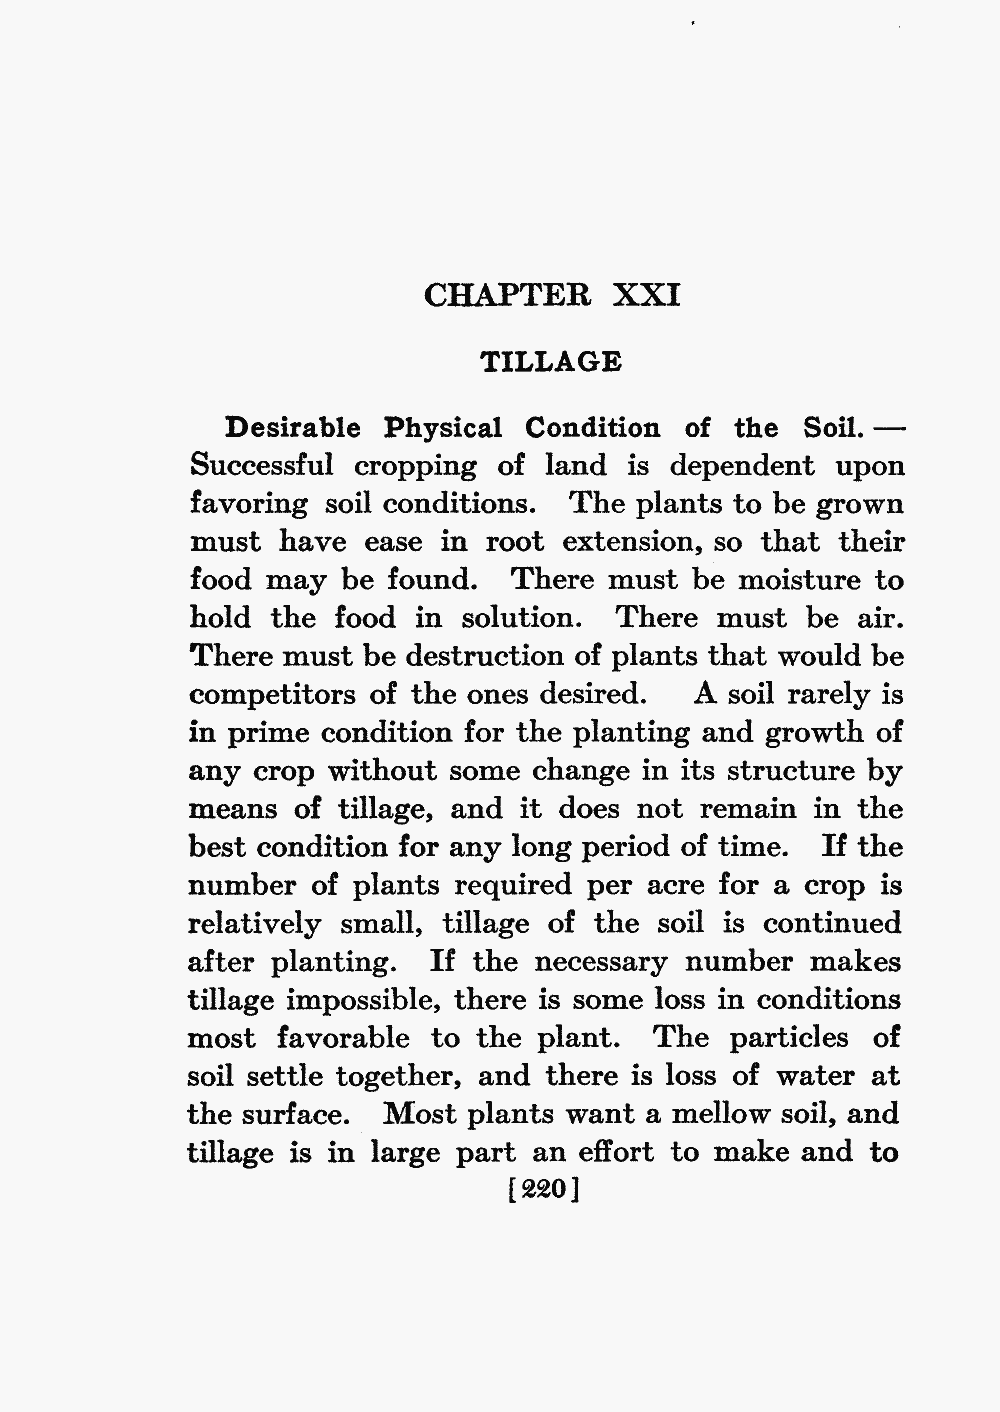 CHAPTER XXI
TILLAGE
Desirable Physical Condition of the Soil. —
Successful cropping of land is dependent upon
favoring soil conditions. The plants to be grown
must have ease in root extension, so that their
food may be found. There must be moisture to
hold the food in solution. There must be air.
There must be destruction of plants that would be
competitors of the ones desired. A soil rarely is
in prime condition for the planting and growth of
any crop without some change in its structure by
means of tillage, and it does not remain in the
best condition for any long period of time. If the
number of plants required per acre for a crop is
relatively small, tillage of the soil is continued
after planting. If the necessary number makes
tillage impossible, there is some loss in conditions
most favorable to the plant. The particles of
soil settle together, and there is loss of water at
the surface. Most plants want a mellow soil, and
tillage is in large part an effort to make and to
[220]